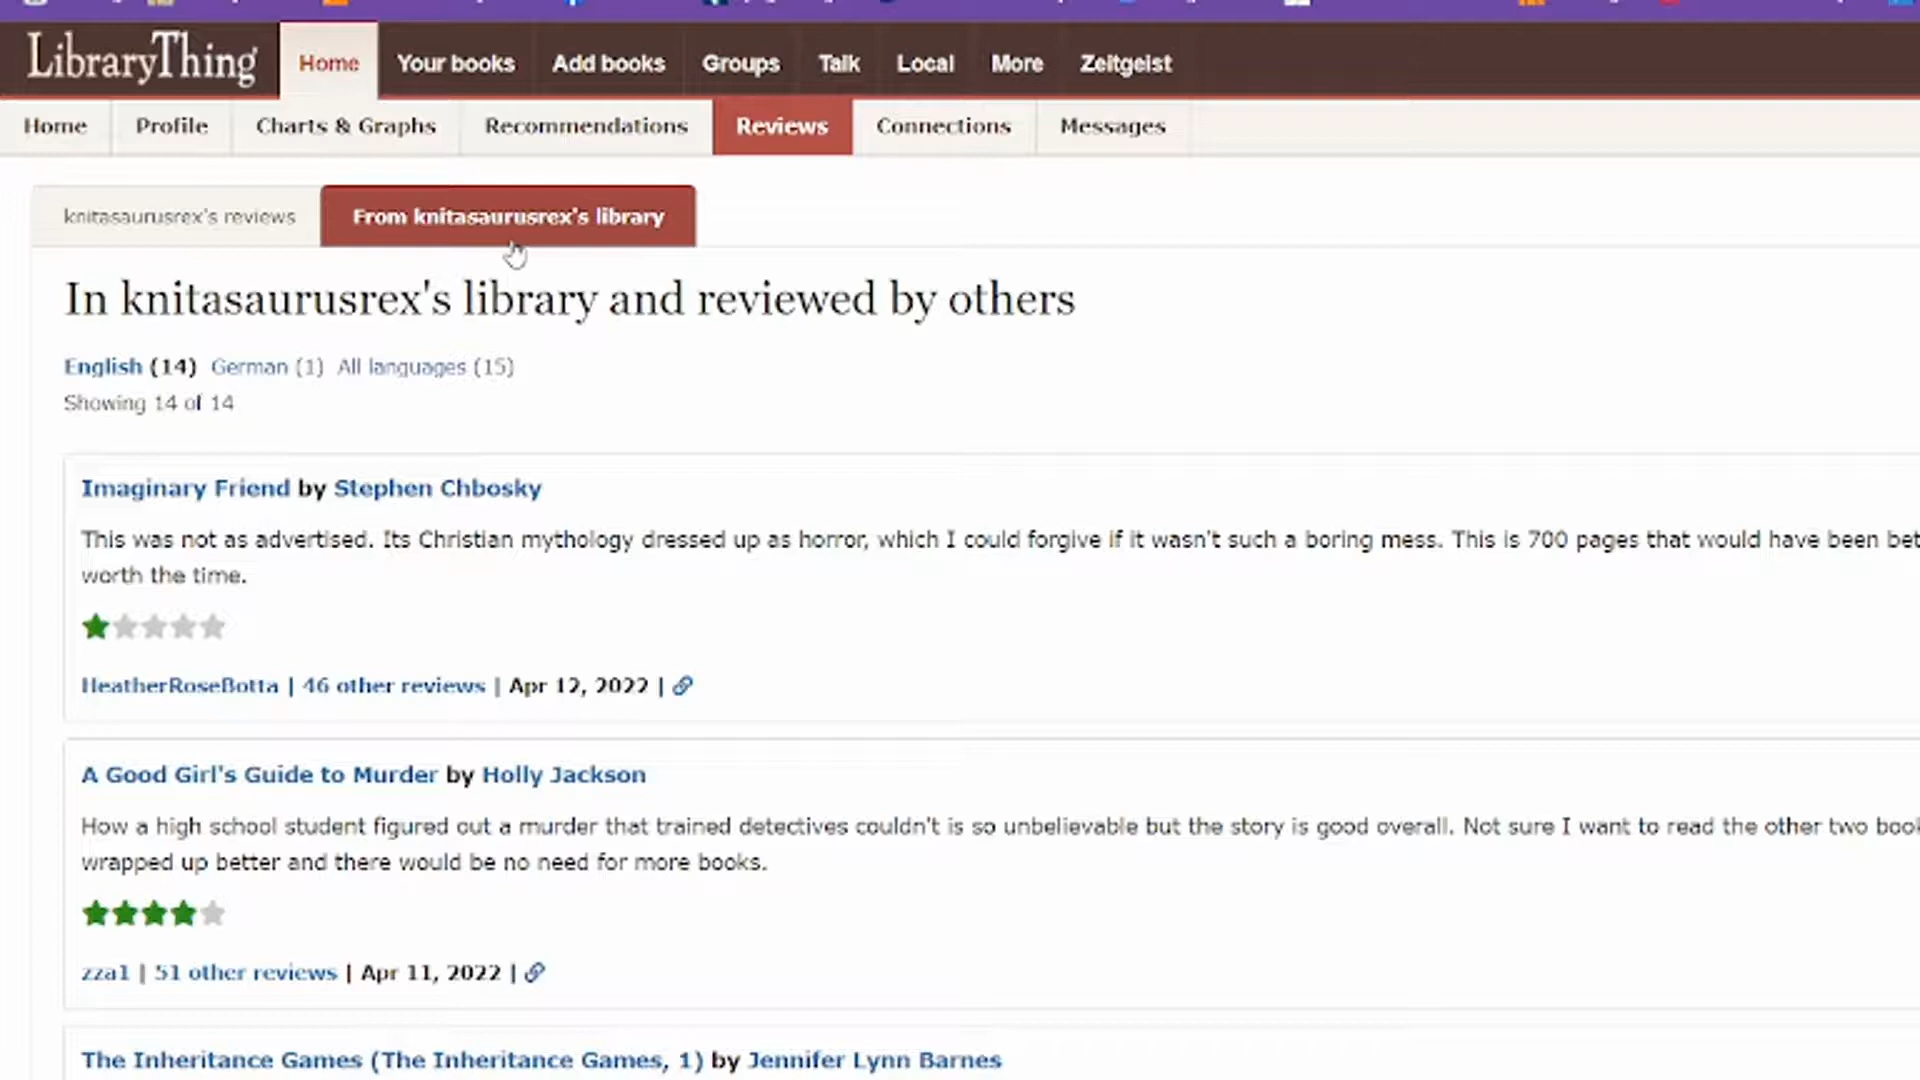 LibraryThing Home Your books Add books Groups Talk Local More Zeitgeist
Home Profile Charts & Graphs Recommendations Reviews Connections Messages
knitasaurusrex's reviews From knitasaurusrex's library
In knitasaurusrex's library and reviewed by others
English (14) German (1) All languages (15)
Showing 14 of 14
Imaginary Friend by Stephen Chbosky
This was not as advertised. Its Christian mythology dressed up as horror, which I could forgive if it wasn't such a boring mess. This is 700 pages that would have been bet
worth the time.
HeatherRoseBotta | 46 other reviews | Apr 12, 2022 |
A Good Girl's Guide to Murder by Holly Jackson
How a high school student figured out a murder that trained detectives couldn't is so unbelievable but the story is good overall. Not sure I want to read the other two book
wrapped up better and there would be no need for more books.
zza1 | 51 other reviews | Apr 11, 2022 |
The Inheritance Games (The Inheritance Games, 1) by Jennifer Lynn Barnes